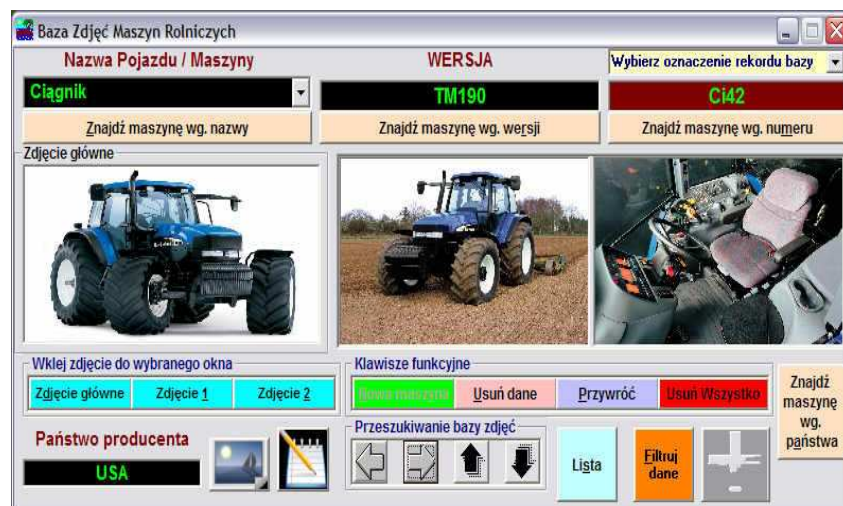 Baza Zdjęć Maszyn Rolniczych
Nazwa Pojazdu / Maszyny
WERSJA
Wybierz oznaczenie rekordu bazy
Ciągnik
TM190
Ci42
Znajdź maszynę wg. nazwy
Znajdź maszynę wg. wersji
Znajdź maszynę wg. numeru
Zdjęcie główne
Wklej zdjęcie do wybranego okna
Klawisze funkcyjne
Zdjęcie główne
Zdjęcie 1
Zdjęcie 2
Nowa maszyna
Usuń dane
Przywróć
Usuń Wszystko
Znajdź
maszynę
wg.
państwa
Państwo producenta
USA
Przeszukiwanie bazy zdjęć
Lista
Filtruj
dane